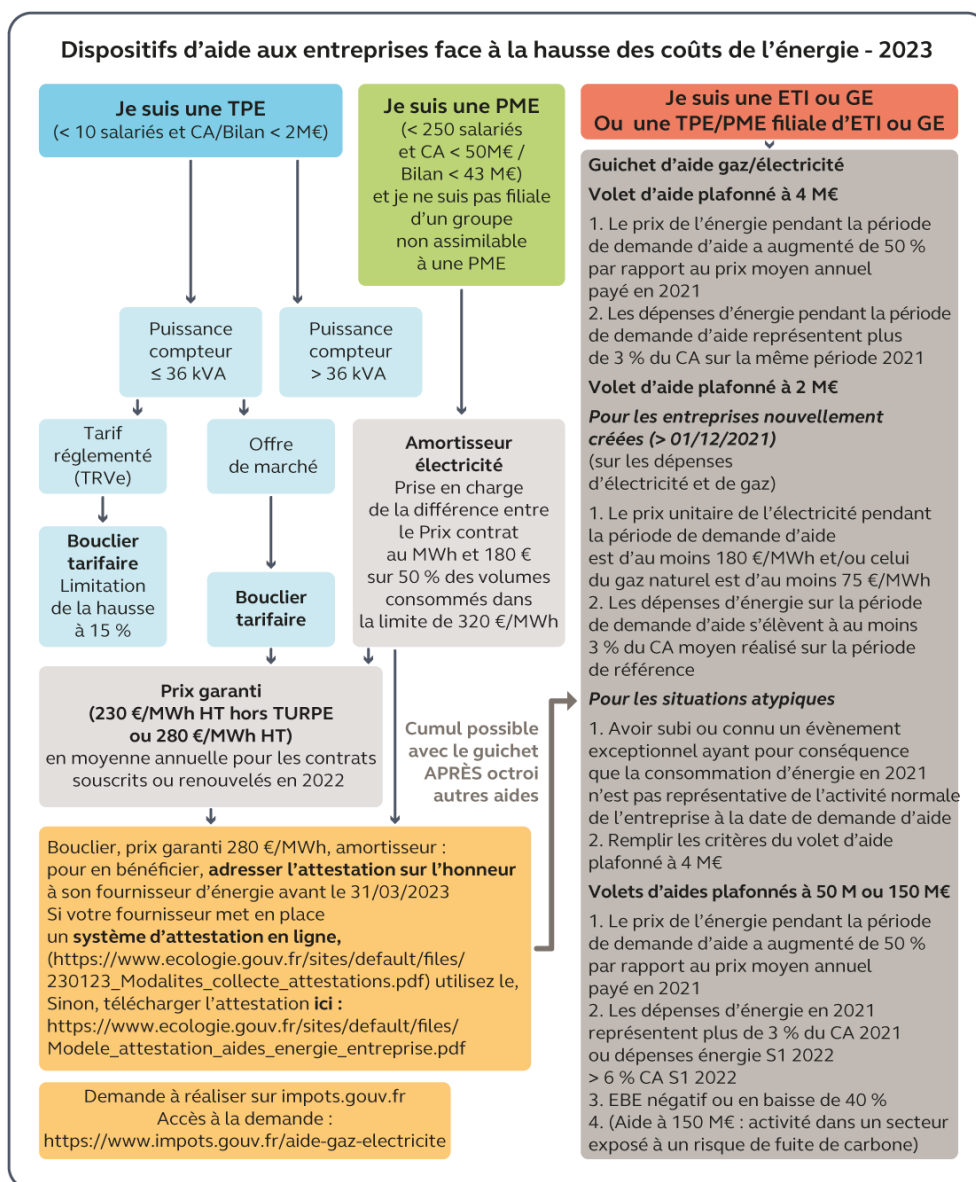 Dispositifs d’aide aux entreprises face à la hausse des coûts de l’énergie - 2023
Je suis une TPE
(< 10 salariés et CA/Bilan < 2M€)
Puissance
compteur
≤ 36 kVA
Puissance
compteur
> 36 kVA
Tarif
réglementé
(TRVe)
Offre
de marché
Bouclier
tarifaire
Limitation
de la hausse
à 15 %
Bouclier
tarifaire
Je suis une PME
(< 250 salariés
et CA < 50M€ /
Bilan < 43 M€)
et je ne suis pas filiale
d’un groupe
non assimilable
à une PME
Amortisseur
électricité
Prise en charge
de la différence entre
le Prix contrat
au MWh et 180 €
sur 50 % des volumes
consommés dans
la limite de 320 €/MWh
Prix garanti
(230 €/MWh HT hors TURPE
ou 280 €/MWh HT)
en moyenne annuelle pour les contrats
souscrits ou renouvelés en 2022
Cumul possible
avec le guichet
APRÈS octroi
autres aides
Bouclier, prix garanti 280 €/MWh, amortisseur :
pour en bénéficier, adresser l’attestation sur l’honneur
à son fournisseur d’énergie avant le 31/03/2023
Si votre fournisseur met en place
un système d’attestation en ligne,
(https://www.ecologie.gouv.fr/sites/default/files/
230123_Modalites_collecte_attestations.pdf) utilisez le,
Sinon, télécharger l’attestation ici :
https://www.ecologie.gouv.fr/sites/default/files/
Modele_attestation_aides_energie_entreprise.pdf
Demande à réaliser sur impots.gouv.fr
Accès à la demande :
https://www.impots.gouv.fr/aide-gaz-electricite
Je suis une ETI ou GE
Ou une TPE/PME filiale d’ETI ou GE
Guichet d’aide gaz/électricité
Volet d’aide plafonné à 4 M€
1. Le prix de l’énergie pendant la période
de demande d’aide a augmenté de 50 %
par rapport au prix moyen annuel
payé en 2021
2. Les dépenses d’énergie pendant la période
de demande d’aide représentent plus
de 3 % du CA sur la même période 2021
Volet d’aide plafonné à 2 M€
Pour les entreprises nouvellement
créées (> 01/12/2021)
(sur les dépenses
d’électricité et de gaz)
1. Le prix unitaire de l’électricité pendant
la période de demande d’aide
est d’au moins 180 €/MWh et/ou celui
du gaz naturel est d’au moins 75 €/MWh
2. Les dépenses d’énergie sur la période
de demande d’aide s’élèvent à au moins
3 % du CA moyen réalisé sur la période
de référence
Pour les situations atypiques
1. Avoir subi ou connu un évènement
exceptionnel ayant pour conséquence
que la consommation d’énergie en 2021
n’est pas représentative de l’activité normale
de l’entreprise à la date de demande d’aide
2. Remplir les critères du volet d’aide
plafonné à 4 M€
Volets d’aides plafonnés à 50 M ou 150 M€
1. Le prix de l’énergie pendant la période
de demande d’aide a augmenté de 50 %
par rapport au prix moyen annuel
payé en 2021
2. Les dépenses d’énergie en 2021
représentent plus de 3 % du CA 2021
ou dépenses énergie S1 2022
> 6 % CA S1 2022
3. EBE négatif ou en baisse de 40 %
4. (Aide à 150 M€ : activité dans un secteur
exposé à un risque de fuite de carbone)